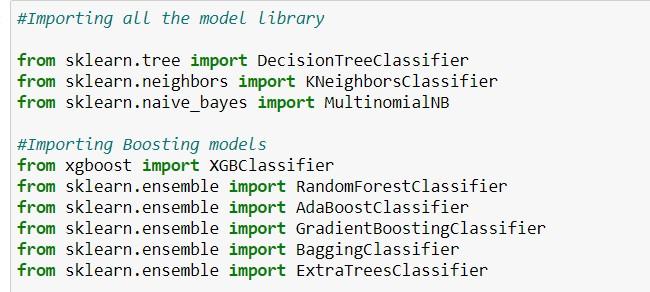 #Importing all the model library
from sklearn.tree import DecisionTreeClassifier
from sklearn.neighbors import KNeighborsClassifier
from sklearn.naive_bayes import MultinomialNB
#Importing Boosting models
from xgboost import XGBClassifier
from sklearn.ensemble import RandomForestClassifier
from sklearn.ensemble import AdaBoostClassifier
from sklearn.ensemble import GradientBoostingClassifier
from sklearn.ensemble import BaggingClassifier
from sklearn.ensemble import ExtraTreesClassifier